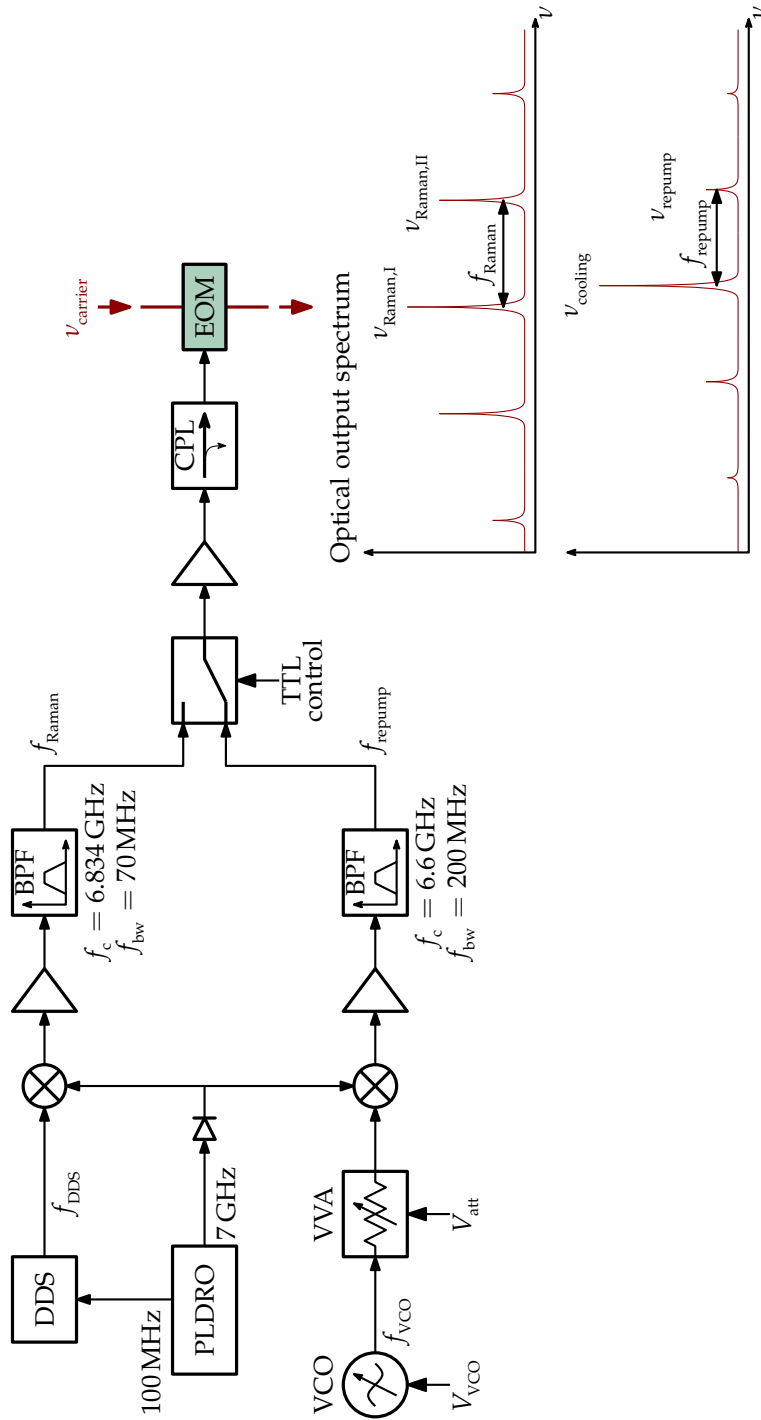 DDS
f_DDS
100 MHz
PLDRO
7 GHz
BPF
f_c = 6.834 GHz
f_bw = 70 MHz
f_Raman
VCO
V_VCO
f_VCO
VVA
V_att
BPF
f_c = 6.6 GHz
f_bw = 200 MHz
f_repump
TTL
control
CPL
EOM
ν_carrier
Optical output spectrum
ν_Raman,I
ν_Raman,II
f_Raman
ν
ν_cooling
ν_repump
f_repump
ν